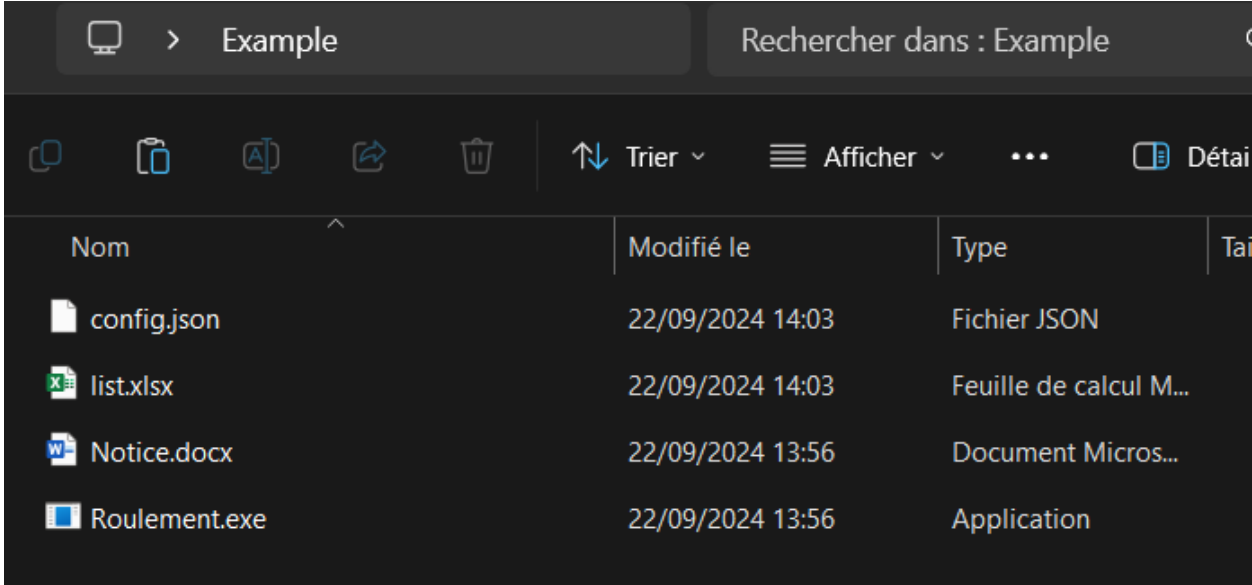 Example Rechercher dans : Example
Trier Afficher Détai
Nom Modifié le Type Tai
config.json 22/09/2024 14:03 Fichier JSON
list.xlsx 22/09/2024 14:03 Feuille de calcul M...
Notice.docx 22/09/2024 13:56 Document Micros...
Roulement.exe 22/09/2024 13:56 Application